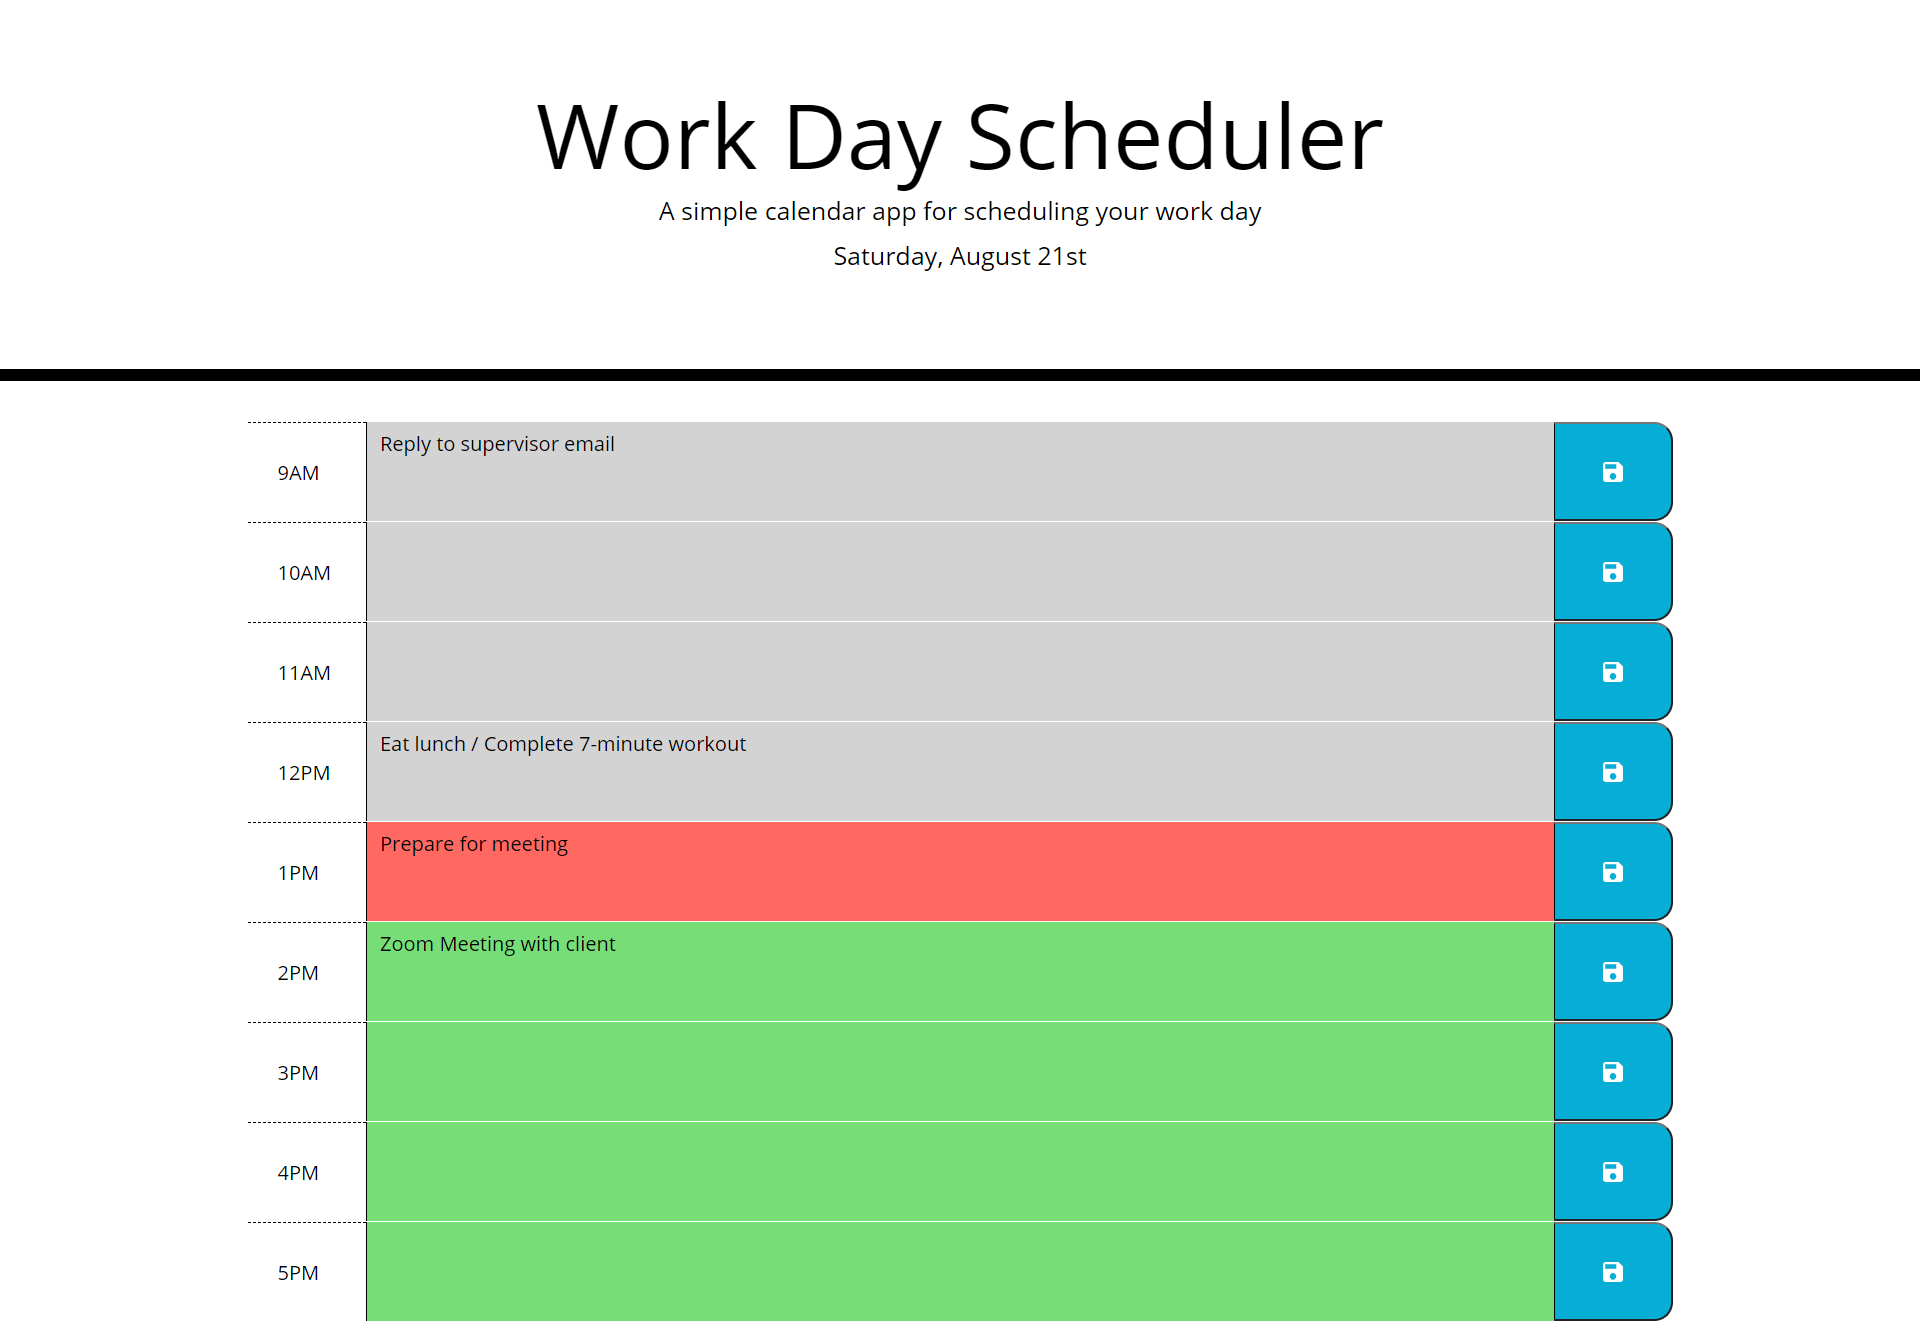 Work Day Scheduler
A simple calendar app for scheduling your work day
Saturday, August 21st
9AM
Reply to supervisor email
10AM
11AM
12PM
Eat lunch / Complete 7-minute workout
1PM
Prepare for meeting
2PM
Zoom Meeting with client
3PM
4PM
5PM